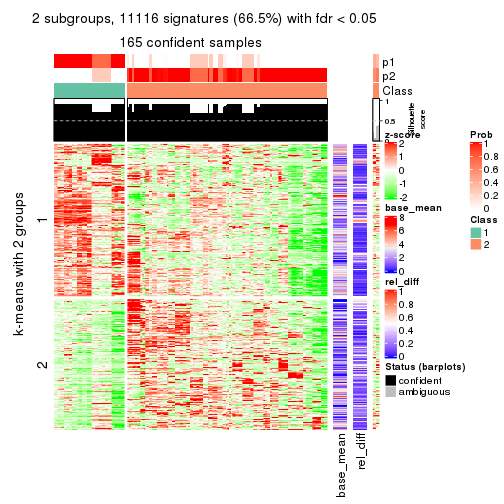 2 subgroups, 11116 signatures (66.5%) with fdr < 0.05
165 confident samples
p1
p2
Class
1
0.5
0
Silhouette
score
k-means with 2 groups
1
2
base_mean
rel_diff
z-score
2
1
0
-1
-2
base_mean
8
6
4
2
0
rel_diff
1
0.8
0.6
0.4
0.2
0
Status (barplots)
confident
ambiguous
Prob
1
0.8
0.6
0.4
0.2
0
Class
1
2